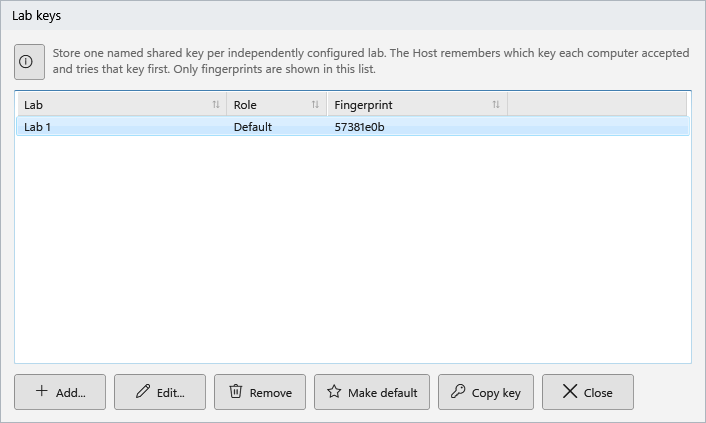 Lab keys
Store one named shared key per independently configured lab. The Host remembers which key each computer accepted
and tries that key first. Only fingerprints are shown in this list.
Lab Role Fingerprint
Lab 1 Default 57381e0b
Add... Edit... Remove Make default Copy key Close